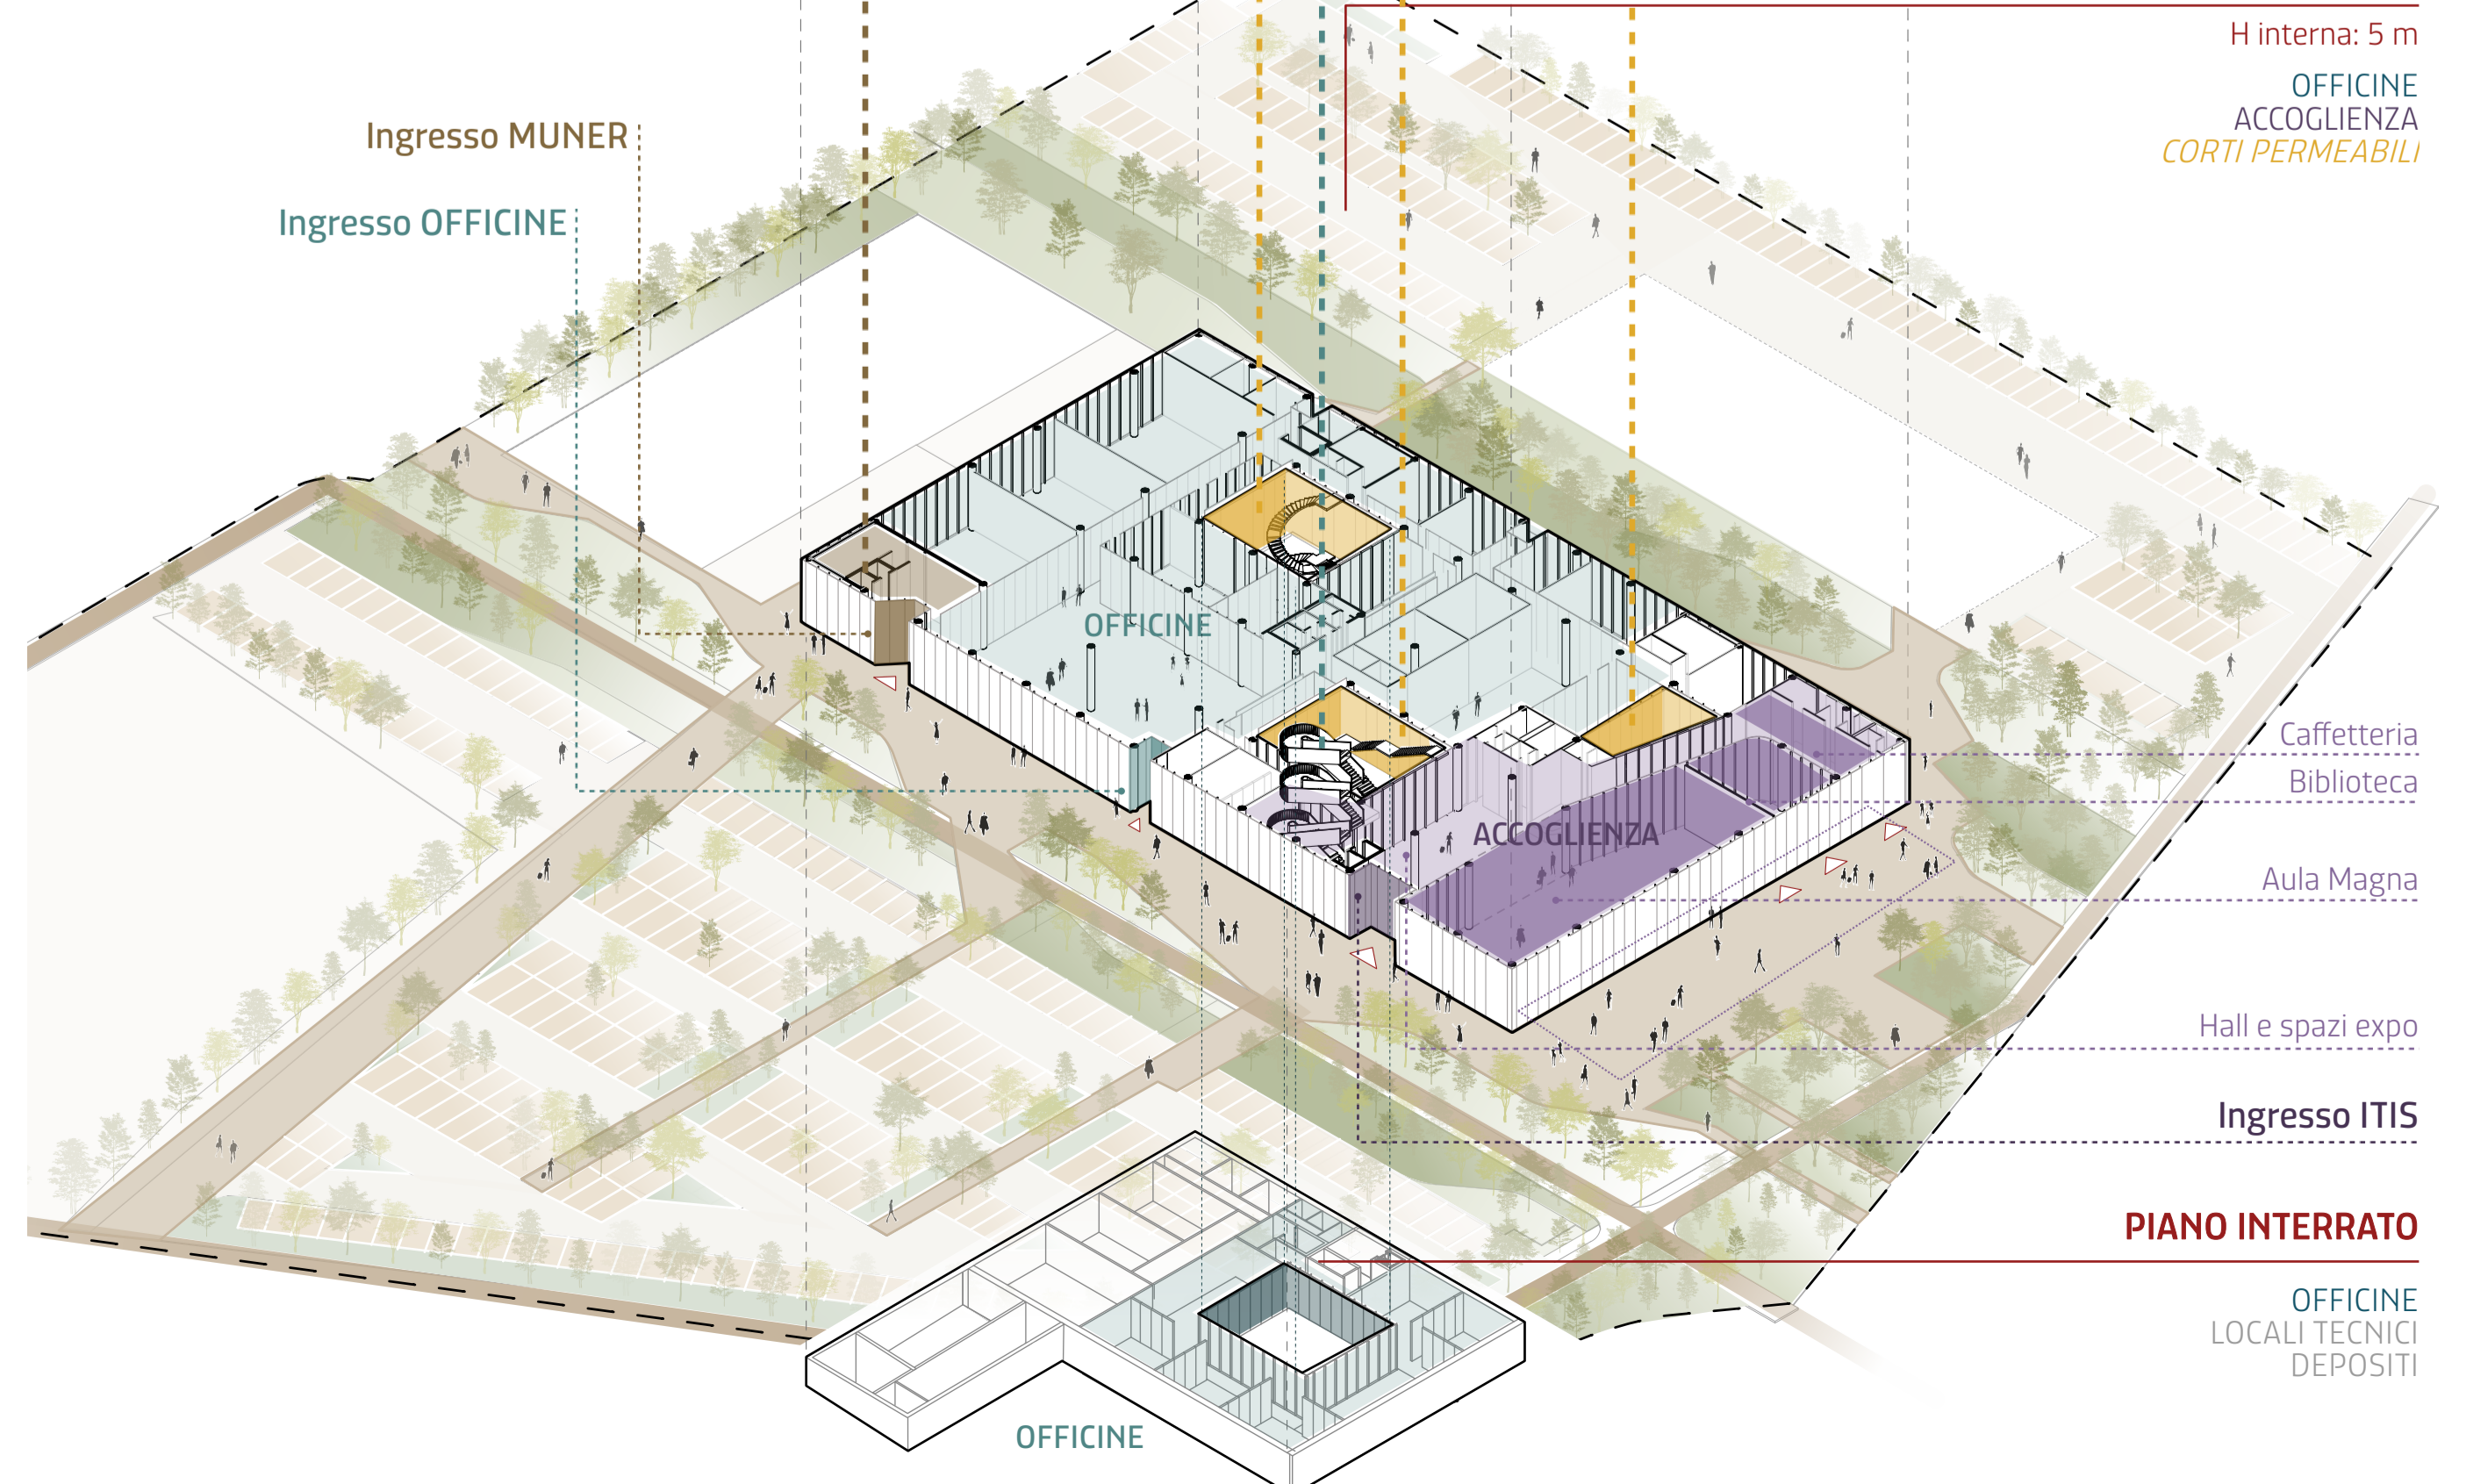 H interna: 5 m
OFFICINE
ACCOGLIENZA
CORTI PERMEABILI
Ingresso MUNER
Ingresso OFFICINE
OFFICINE
ACCOGLIENZA
Caffetteria
Biblioteca
Aula Magna
Hall e spazi expo
Ingresso ITIS
PIANO INTERRATO
OFFICINE
LOCALI TECNICI
DEPOSITI
OFFICINE